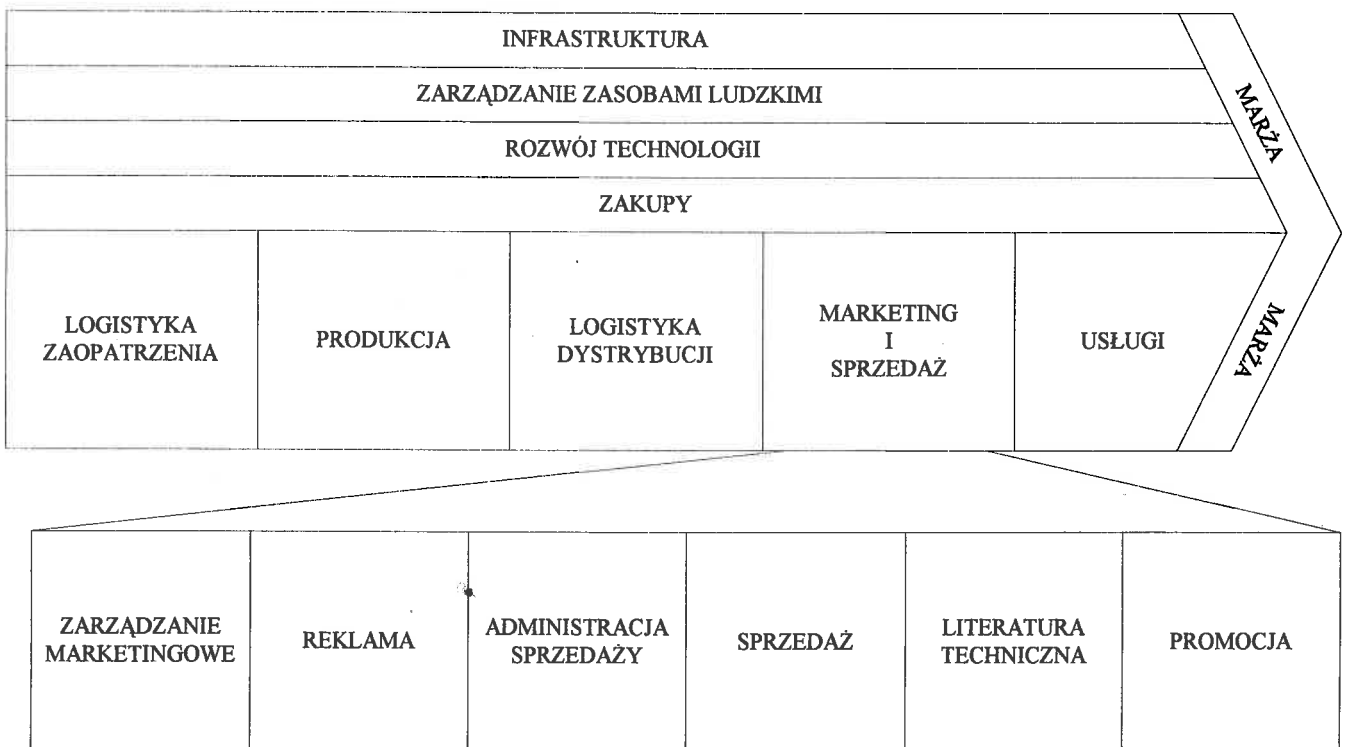 INFRASTRUKTURA
ZARZĄDZANIE ZASOBAMI LUDZKIMI
ROZWÓJ TECHNOLOGII
ZAKUPY
MARŻA
MARŻA
LOGISTYKA
ZAOPATRZENIA
PRODUKCJA
LOGISTYKA
DYSTRYBUCJI
MARKETING
I
SPRZEDAŻ
USŁUGI
ZARZĄDZANIE
MARKETINGOWE
REKLAMA
ADMINISTRACJA
SPRZEDAŻY
SPRZEDAŻ
LITERATURA
TECHNICZNA
PROMOCJA